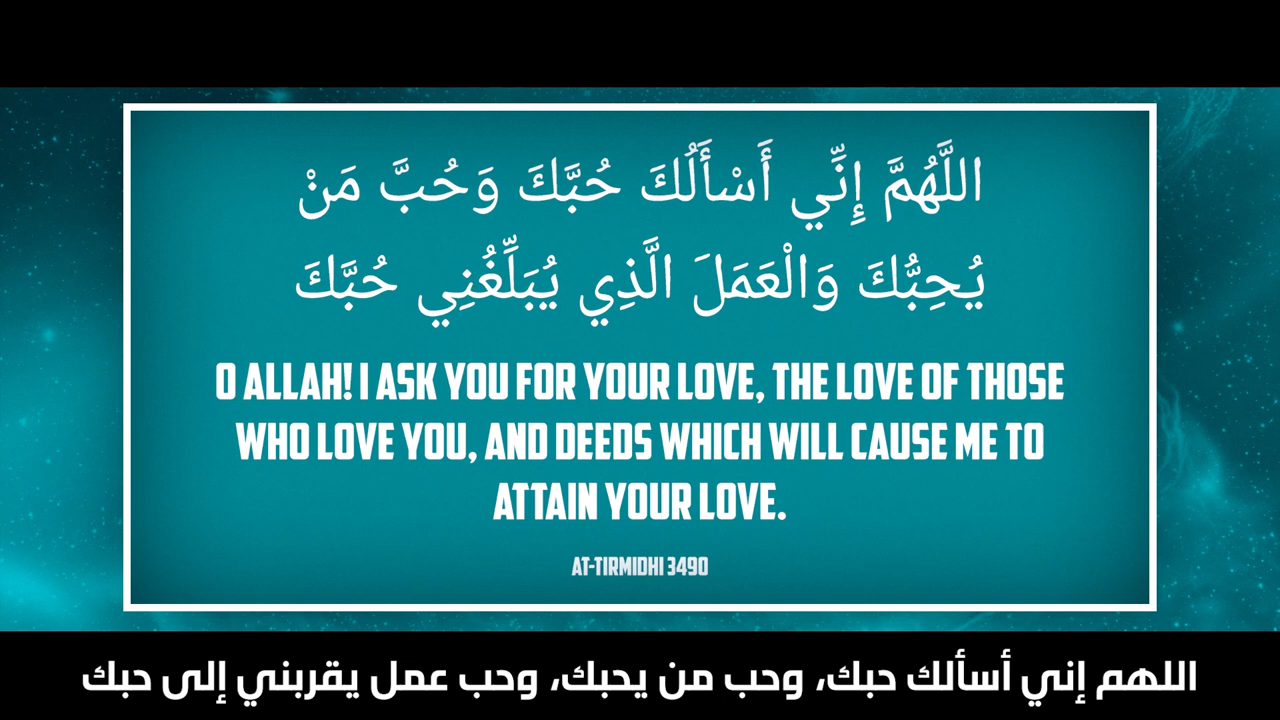 اللَّهُمَّ إِنِّي أَسْأَلُكَ حُبَّكَ وَحُبَّ مَنْ
يُحِبُّكَ وَالْعَمَلَ الَّذِي يُبَلِّغُنِي حُبَّكَ
O ALLAH! I ASK YOU FOR YOUR LOVE, THE LOVE OF THOSE
WHO LOVE YOU, AND DEEDS WHICH WILL CAUSE ME TO
ATTAIN YOUR LOVE.
AT-TIRMIDHI 3490
اللهم إني أسألك حبك، وحب من يحبك، وحب عمل يقربني إلى حبك